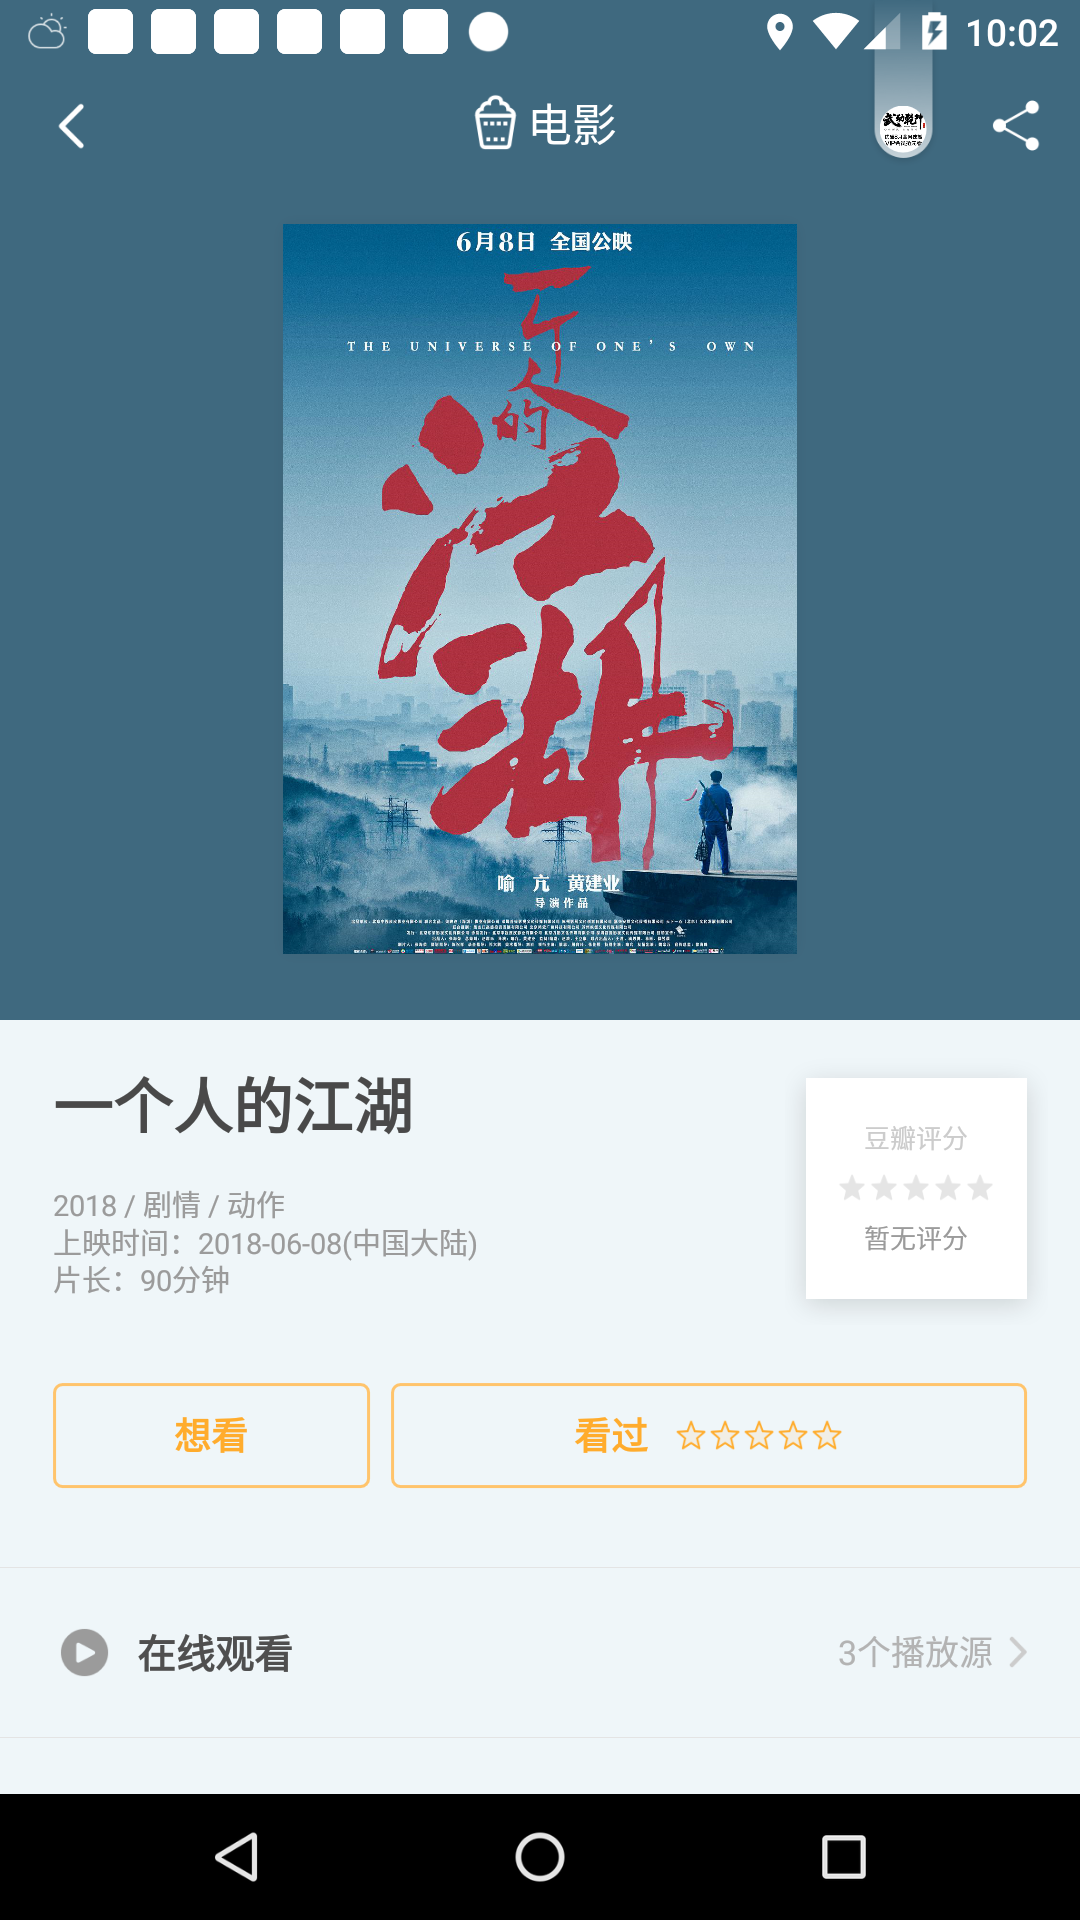 10:02
电影
6月8日 全国公映
一个人的江湖
THE UNIVERSE OF ONE'S OWN
喻亢 黄建业
导演作品
一个人的江湖
豆瓣评分
暂无评分
2018 / 剧情 / 动作
上映时间：2018-06-08(中国大陆)
片长：90分钟
想看
看过
在线观看
3个播放源